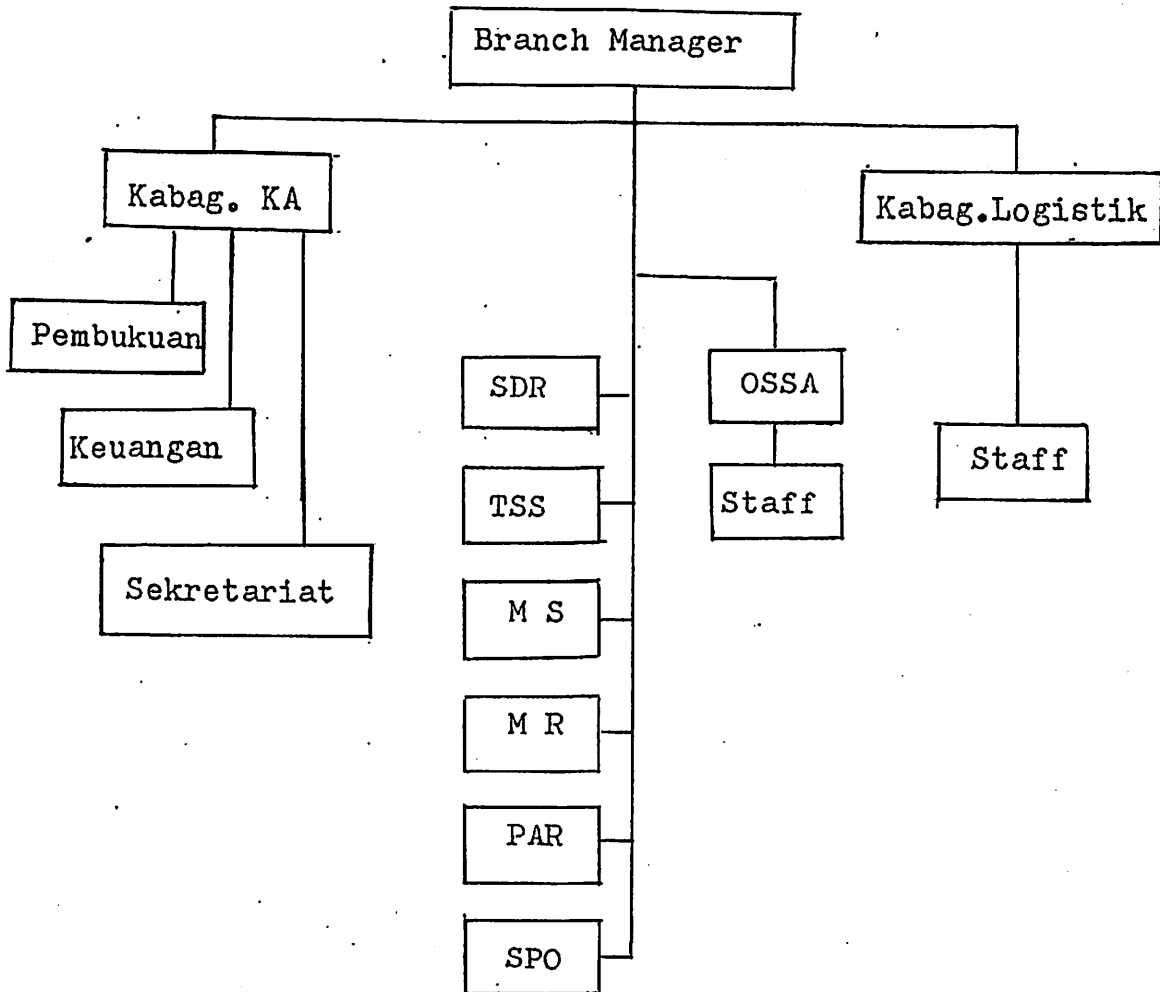 Branch Manager
Kabag. KA
Kabag.Logistik
Pembukuan
SDR
OSSA
Keuangan
Staff
TSS
Staff
Sekretariat
M S
M R
PAR
SPO